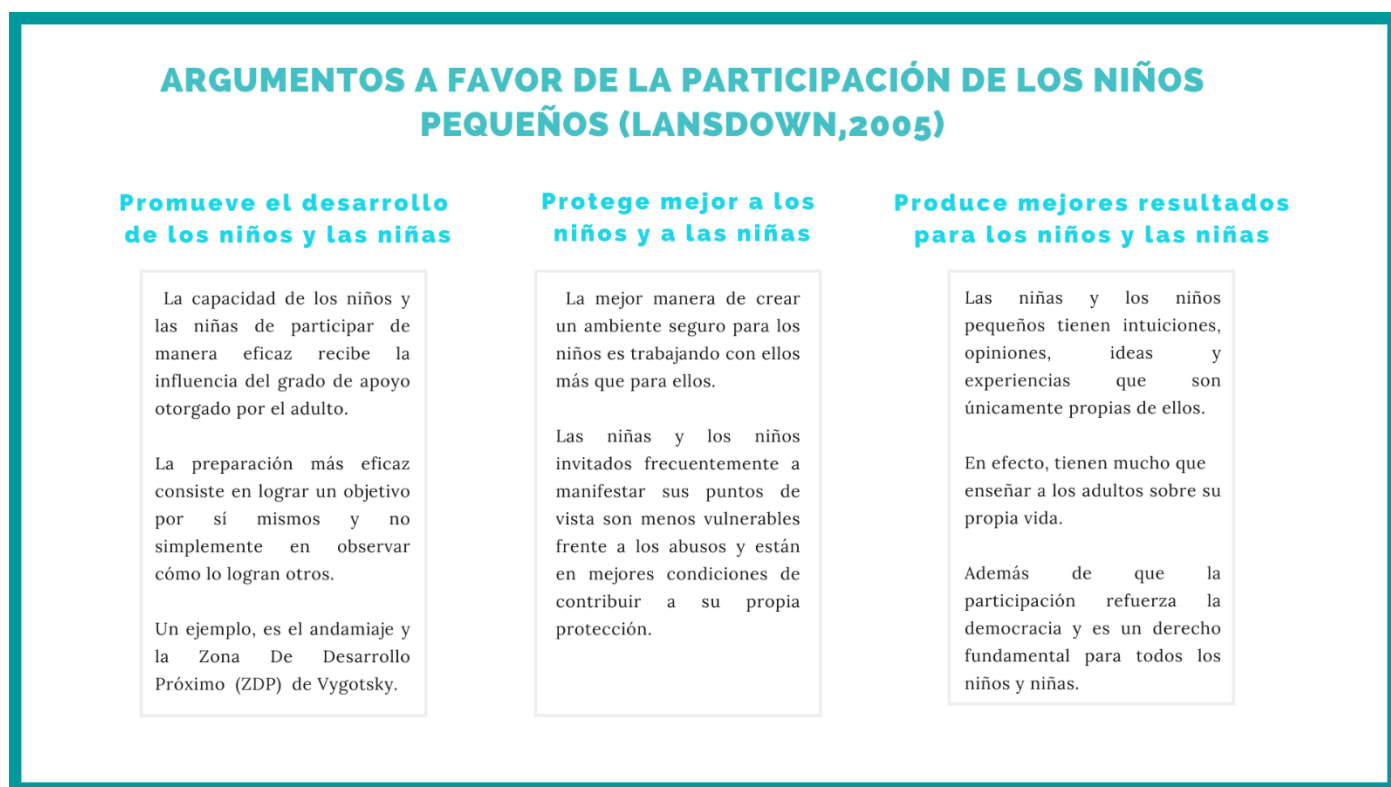 ARGUMENTOS A FAVOR DE LA PARTICIPACIÓN DE LOS NIÑOS
PEQUEÑOS (LANSDOWN,2005)
Promueve el desarrollo
de los niños y las niñas
La capacidad de los niños y
las niñas de participar de
manera eficaz recibe la
influencia del grado de apoyo
otorgado por el adulto.
La preparación más eficaz
consiste en lograr un objetivo
por sí mismos y no
simplemente en observar
cómo lo logran otros.
Un ejemplo, es el andamiaje y
la Zona De Desarrollo
Próximo (ZDP) de Vygotsky.
Protege mejor a los
niños y a las niñas
La mejor manera de crear
un ambiente seguro para los
niños es trabajando con ellos
más que para ellos.
Las niñas y los niños
invitados frecuentemente a
manifestar sus puntos de
vista son menos vulnerables
frente a los abusos y están
en mejores condiciones de
contribuir a su propia
protección.
Produce mejores resultados
para los niños y las niñas
Las niñas y los niños
pequeños tienen intuiciones,
opiniones, ideas y
experiencias que son
únicamente propias de ellos.
En efecto, tienen mucho que
enseñar a los adultos sobre su
propia vida.
Además de que la
participación refuerza la
democracia y es un derecho
fundamental para todos los
niños y niñas.